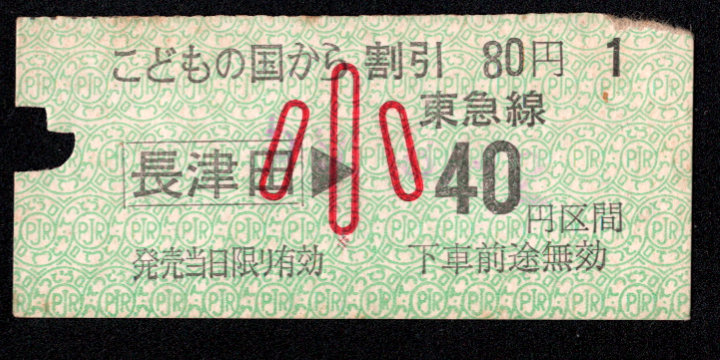 こどもの国から 割引 80円 1
小
東急線
長津田▶40
円区間
発売当日限り有効 下車前途無効